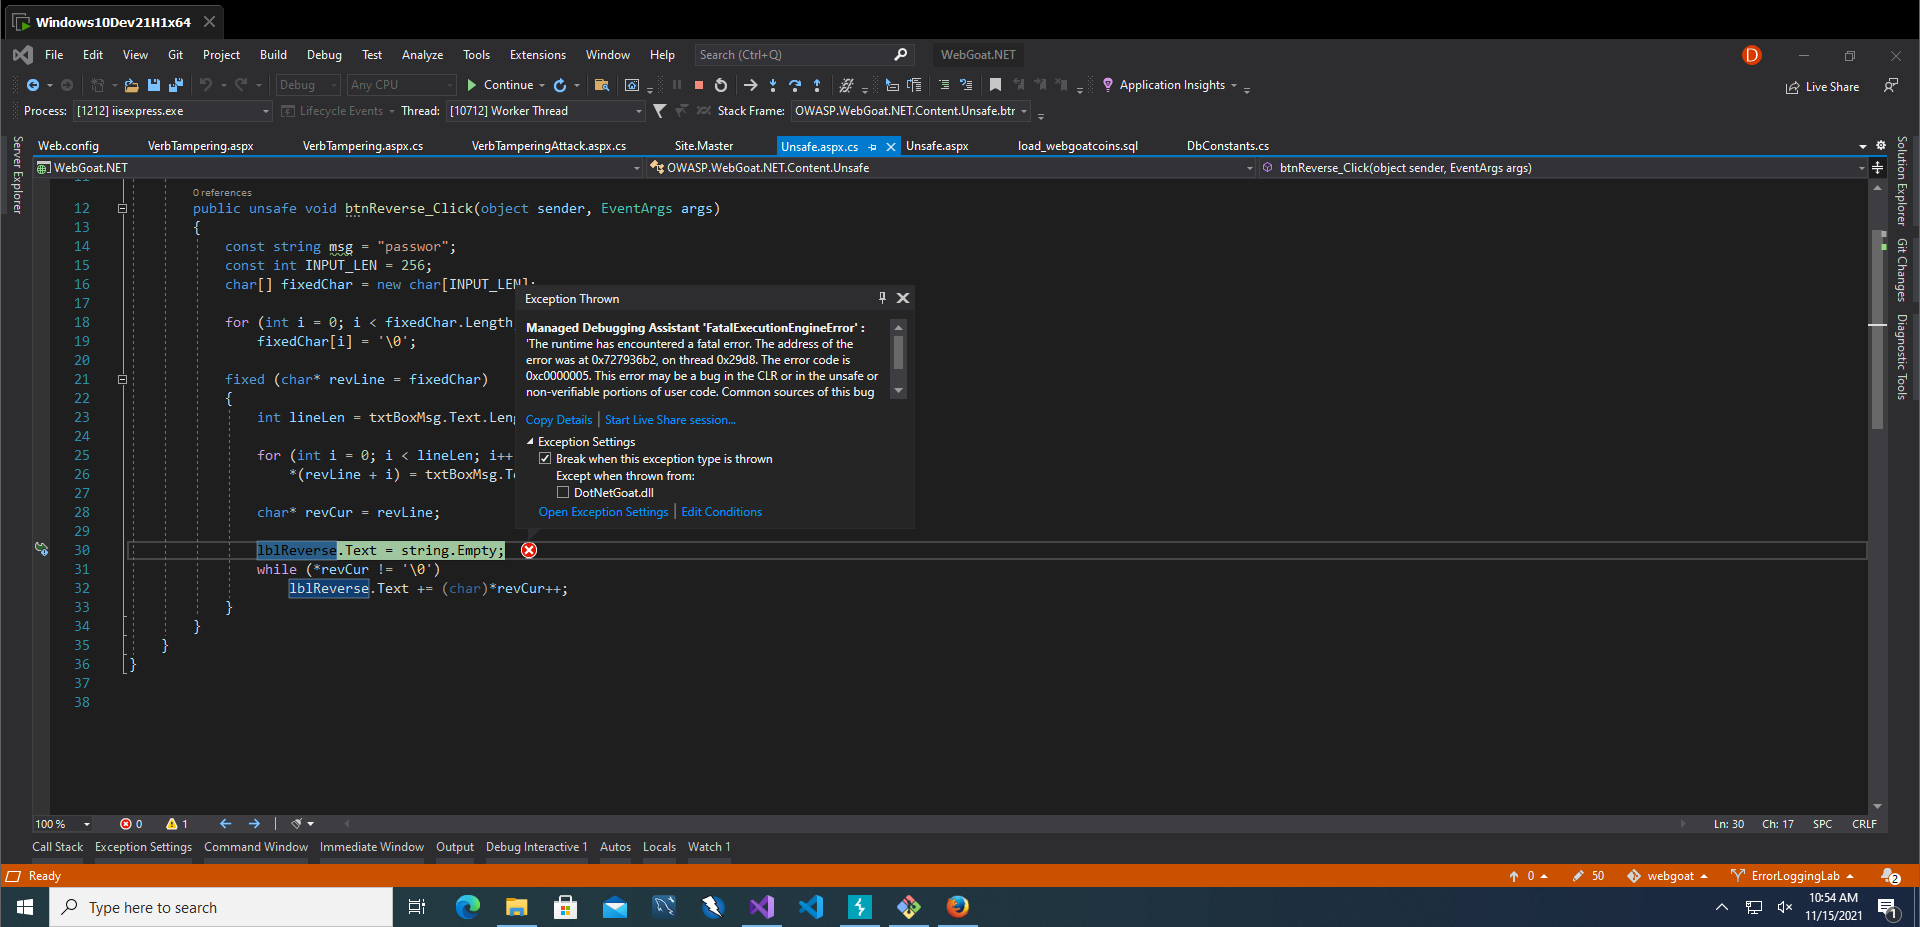 Windows10Dev21H1x64
File Edit View Git Project Build Debug Test Analyze Tools Extensions Window Help Search (Ctrl+Q) WebGoat.NET D
Debug Any CPU Continue Application Insights Live Share
Process: [1212] iisexpress.exe Lifecycle Events Thread: [10712] Worker Thread Stack Frame: OWASP.WebGoat.NET.Content.Unsafe.btr
Server Explorer
Web.config VerbTampering.aspx VerbTampering.aspx.cs VerbTamperingAttack.aspx.cs Site.Master Unsafe.aspx.cs Unsafe.aspx load_webgoatcoins.sql DbConstants.cs
WebGoat.NET OWASP.WebGoat.NET.Content.Unsafe btnReverse_Click(object sender, EventArgs args)
Solution Explorer
Git Changes
Diagnostic Tools
11
0 references
12 public unsafe void btnReverse_Click(object sender, EventArgs args)
13 {
14 const string msg = "passwor";
15 const int INPUT_LEN = 256;
16 char[] fixedChar = new char[INPUT_LEN];
17
18 for (int i = 0; i < fixedChar.Length
19 fixedChar[i] = '\0';
20
21 fixed (char* revLine = fixedChar)
22 {
23 int lineLen = txtBoxMsg.Text.Len
24
25 for (int i = 0; i < lineLen; i++
26 *(revLine + i) = txtBoxMsg.Te
27
28 char* revCur = revLine;
29
30 lblReverse.Text = string.Empty;
31 while (*revCur != '\0')
32 lblReverse.Text += (char)*revCur++;
33 }
34 }
35 }
36 }
37
38
Exception Thrown
Managed Debugging Assistant 'FatalExecutionEngineError' :
'The runtime has encountered a fatal error. The address of the
error was at 0x727936b2, on thread 0x29d8. The error code is
0xc0000005. This error may be a bug in the CLR or in the unsafe or
non-verifiable portions of user code. Common sources of this bug
Copy Details | Start Live Share session...
Exception Settings
Break when this exception type is thrown
Except when thrown from:
DotNetGoat.dll
Open Exception Settings | Edit Conditions
100 % 0 1 Ln: 30 Ch: 17 SPC CRLF
Call Stack Exception Settings Command Window Immediate Window Output Debug Interactive 1 Autos Locals Watch 1
Ready 0 50 webgoat ErrorLoggingLab 2
Type here to search
10:54 AM
11/15/2021
1